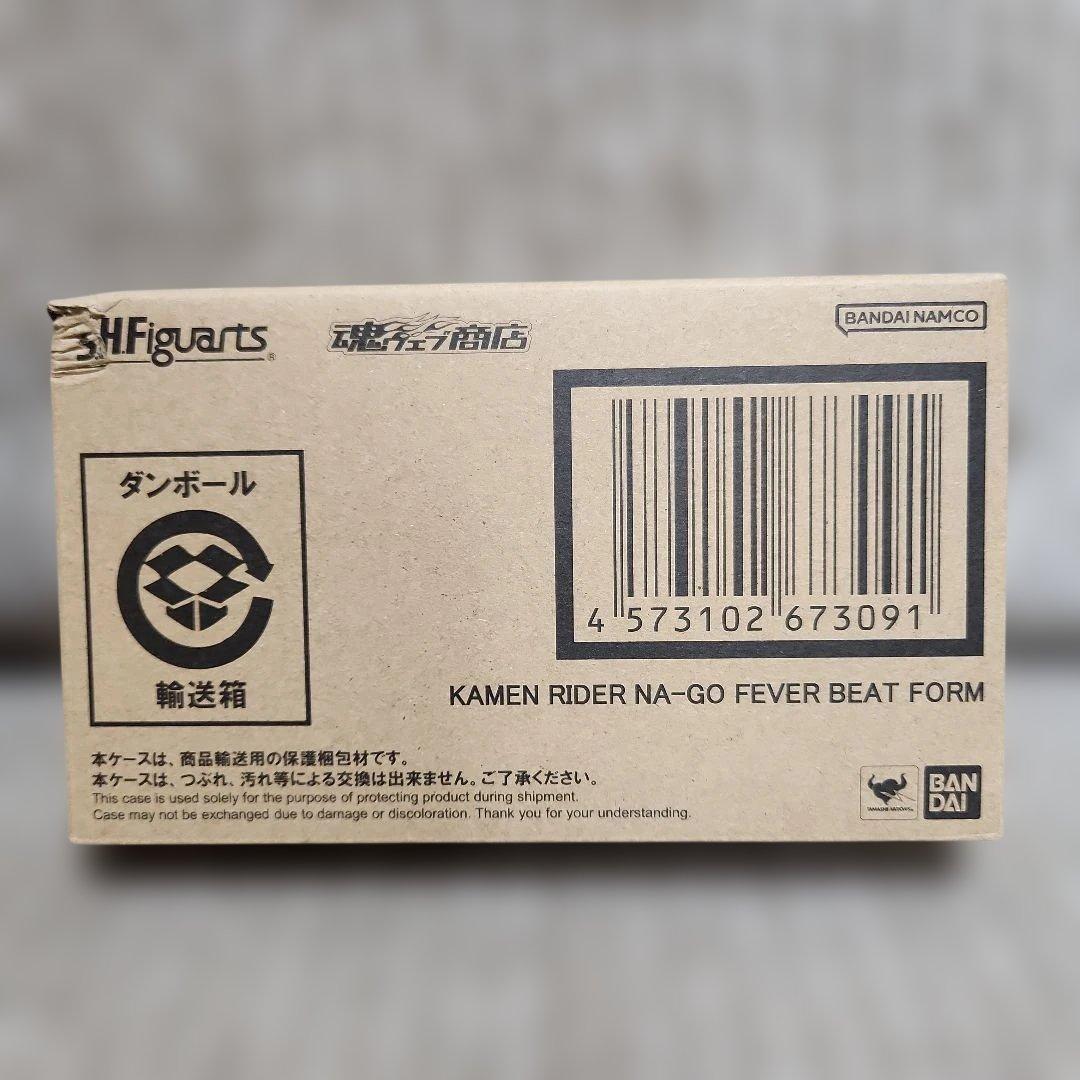 S.H.Figuarts®
魂ウェブ商店
BANDAI NAMCO
ダンボール
輸送箱
4 573102 673091
KAMEN RIDER NA-GO FEVER BEAT FORM
本ケースは、商品輸送用の保護梱包材です。
本ケースは、つぶれ、汚れ等による交換は出来ません。ご了承ください。
This case is used solely for the purpose of protecting product during shipment.
Case may not be exchanged due to damage or discoloration. Thank you for your understanding.
TAMASHII NATIONS
BAN
DAI